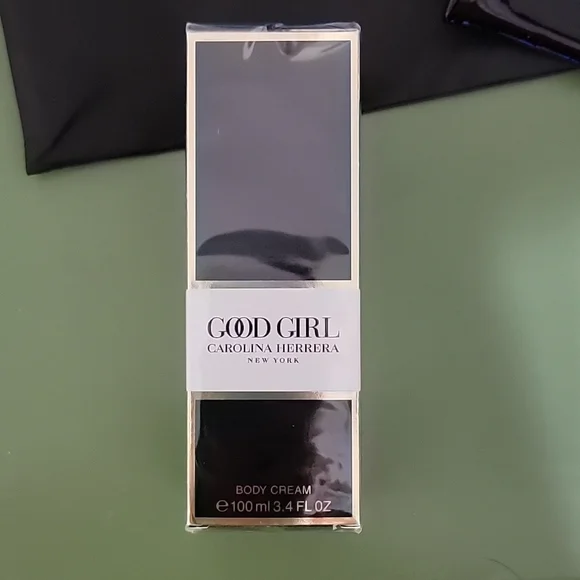 GOOD GIRL
CAROLINA HERRERA
NEW YORK
BODY CREAM
℮100 ml 3.4 FL OZ